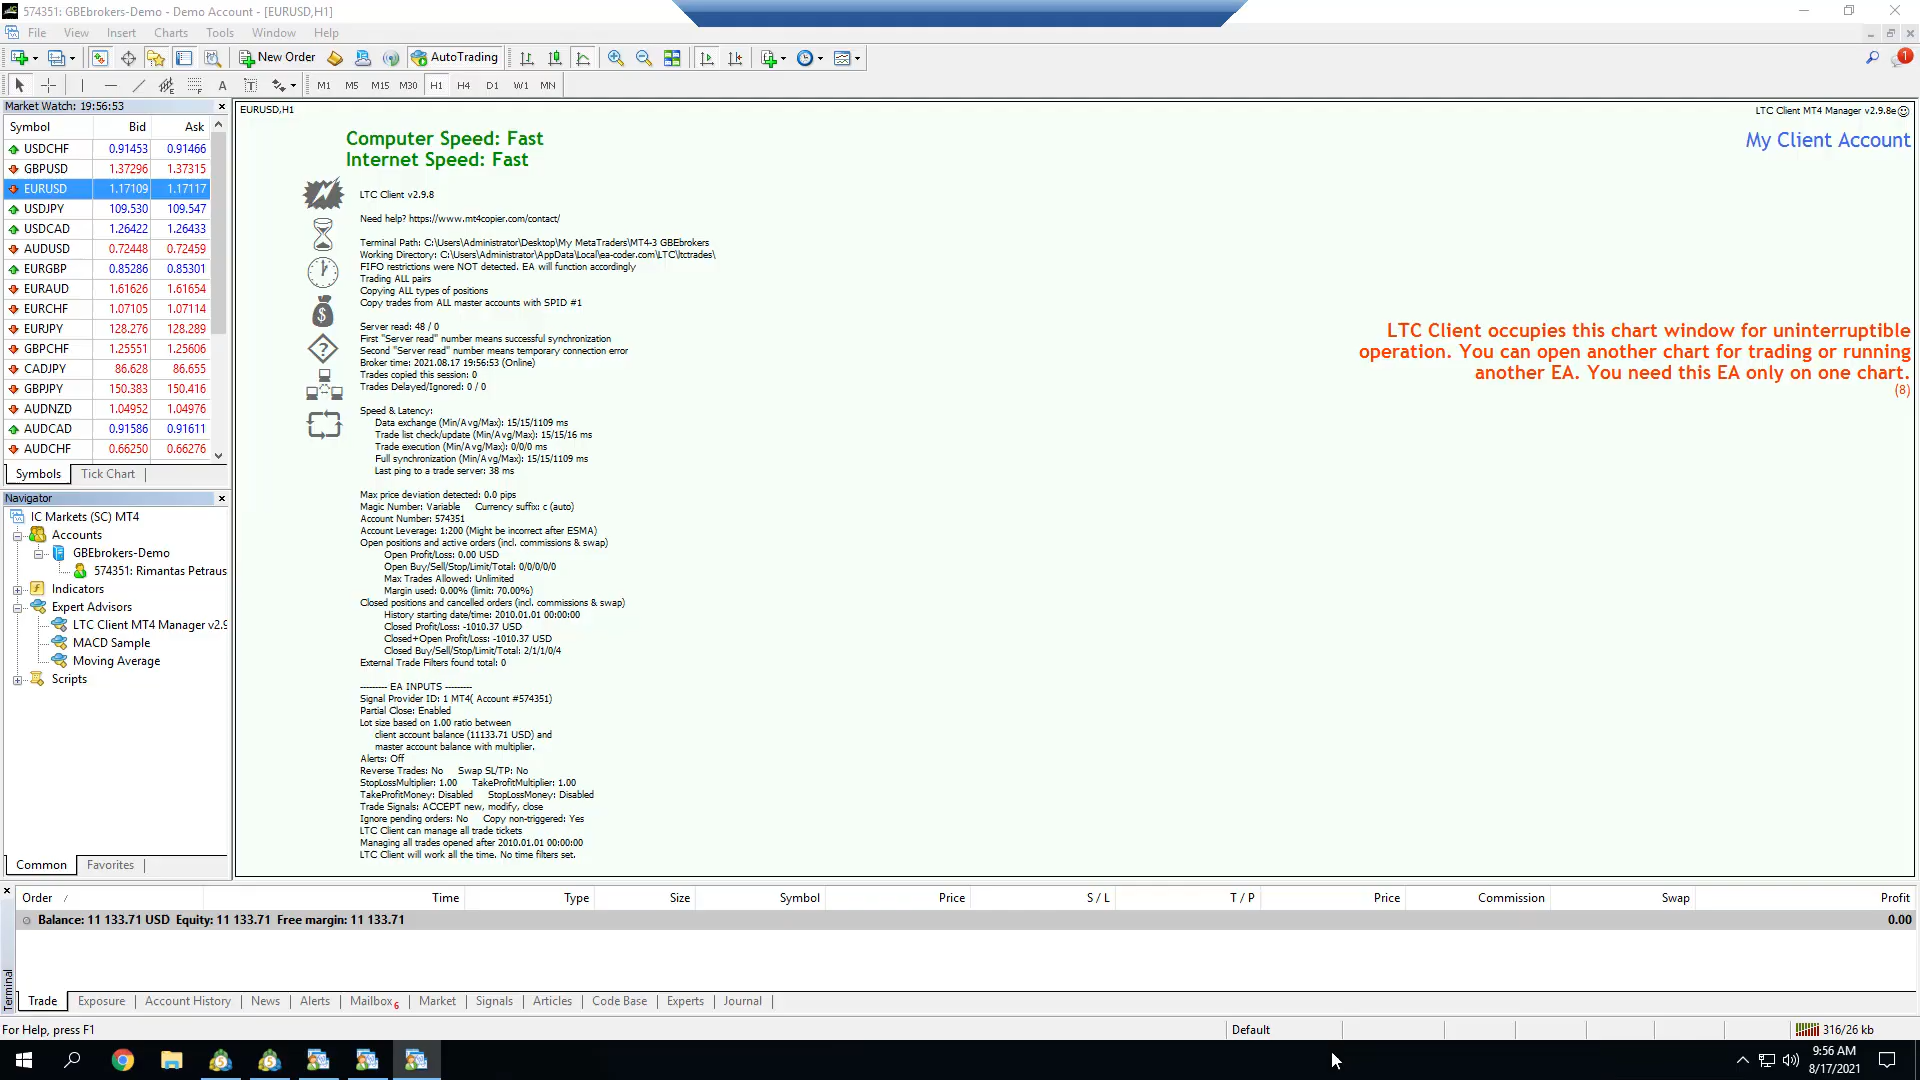 574351: GBEbrokers-Demo - Demo Account - [EURUSD,H1]
File View Insert Charts Tools Window Help
New Order AutoTrading 1
A T M1 M5 M15 M30 H1 H4 D1 W1 MN
Market Watch: 19:56:53
Symbol Bid Ask
USDCHF 0.91453 0.91466
GBPUSD 1.37296 1.37315
EURUSD 1.17109 1.17117
USDJPY 109.530 109.547
USDCAD 1.26422 1.26433
AUDUSD 0.72448 0.72459
EURGBP 0.85286 0.85301
EURAUD 1.61626 1.61654
EURCHF 1.07105 1.07114
EURJPY 128.276 128.289
GBPCHF 1.25551 1.25606
CADJPY 86.628 86.655
GBPJPY 150.383 150.416
AUDNZD 1.04952 1.04976
AUDCAD 0.91586 0.91611
AUDCHF 0.66250 0.66276
Symbols Tick Chart
Navigator
IC Markets (SC) MT4
Accounts
GBEbrokers-Demo
574351: Rimantas Petraus
Indicators
Expert Advisors
LTC Client MT4 Manager v2.9
MACD Sample
Moving Average
Scripts
Common Favorites
EURUSD,H1
LTC Client MT4 Manager v2.9.8e
Computer Speed: Fast
Internet Speed: Fast
My Client Account
LTC Client v2.9.8
Need help? https://www.mt4copier.com/contact/
Terminal Path: C:\Users\Administrator\Desktop\My MetaTraders\MT4-3 GBEbrokers
Working Directory: C:\Users\Administrator\AppData\Local\ea-coder.com\LTC\ltctrades\
FIFO restrictions were NOT detected. EA will function accordingly
Trading ALL pairs
Copying ALL types of positions
Copy trades from ALL master accounts with SPID #1
Server read: 48 / 0
First "Server read" number means successful synchronization
Second "Server read" number means temporary connection error
Broker time: 2021.08.17 19:56:53 (Online)
Trades copied this session: 0
Trades Delayed/Ignored: 0 / 0
Speed & Latency:
Data exchange (Min/Avg/Max): 15/15/1109 ms
Trade list check/update (Min/Avg/Max): 15/15/16 ms
Trade execution (Min/Avg/Max): 0/0/0 ms
Full synchronization (Min/Avg/Max): 15/15/1109 ms
Last ping to a trade server: 38 ms
Max price deviation detected: 0.0 pips
Magic Number: Variable Currency suffix: c (auto)
Account Number: 574351
Account Leverage: 1:200 (Might be incorrect after ESMA)
Open positions and active orders (incl. commissions & swap)
Open Profit/Loss: 0.00 USD
Open Buy/Sell/Stop/Limit/Total: 0/0/0/0/0
Max Trades Allowed: Unlimited
Margin used: 0.00% (limit: 70.00%)
Closed positions and cancelled orders (incl. commissions & swap)
History starting date/time: 2010.01.01 00:00:00
Closed Profit/Loss: -1010.37 USD
Closed+Open Profit/Loss: -1010.37 USD
Closed Buy/Sell/Stop/Limit/Total: 2/1/1/0/4
External Trade Filters found total: 0
--------- EA INPUTS ---------
Signal Provider ID: 1 MT4( Account #574351)
Partial Close: Enabled
Lot size based on 1.00 ratio between
client account balance (11133.71 USD) and
master account balance with multiplier.
Alerts: Off
Reverse Trades: No Swap SL/TP: No
StopLossMultiplier: 1.00 TakeProfitMultiplier: 1.00
TakeProfitMoney: Disabled StopLossMoney: Disabled
Trade Signals: ACCEPT new, modify, close
Ignore pending orders: No Copy non-triggered: Yes
LTC Client can manage all trade tickets
Managing all trades opened after 2010.01.01 00:00:00
LTC Client will work all the time. No time filters set.
LTC Client occupies this chart window for uninterruptible
operation. You can open another chart for trading or running
another EA. You need this EA only on one chart.
(8)
Order / Time Type Size Symbol Price S / L T / P Price Commission Swap Profit
Balance: 11 133.71 USD Equity: 11 133.71 Free margin: 11 133.71 0.00
Terminal
Trade Exposure Account History News Alerts Mailbox 6 Market Signals Articles Code Base Experts Journal
For Help, press F1 Default 316/26 kb
9:56 AM
8/17/2021